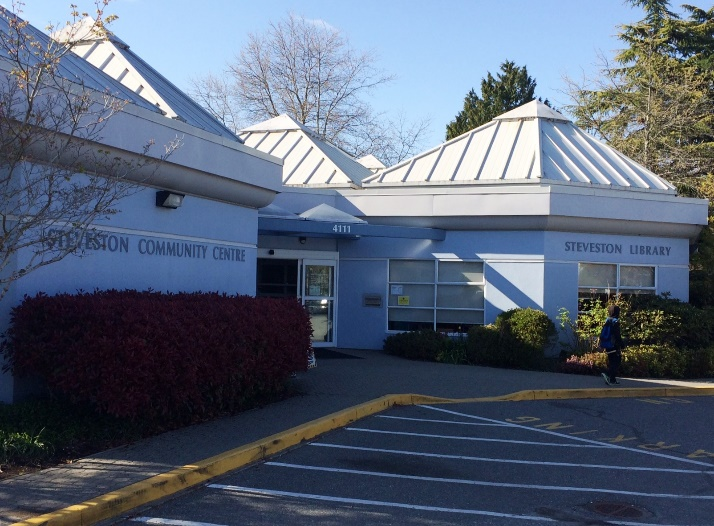 STEVESTON COMMUNITY CENTRE
4111
STEVESTON LIBRARY